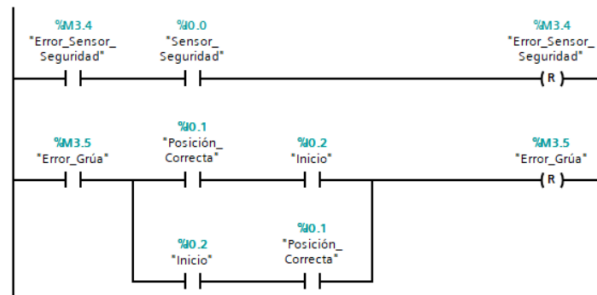 %M3.4
"Error_Sensor_
Seguridad"
%I0.0
"Sensor_
Seguridad"
%M3.4
"Error_Sensor_
Seguridad"
R
%M3.5
"Error_Grúa"
%I0.1
"Posición_
Correcta"
%I0.2
"Inicio"
%M3.5
"Error_Grúa"
R
%I0.2
"Inicio"
%I0.1
"Posición_
Correcta"